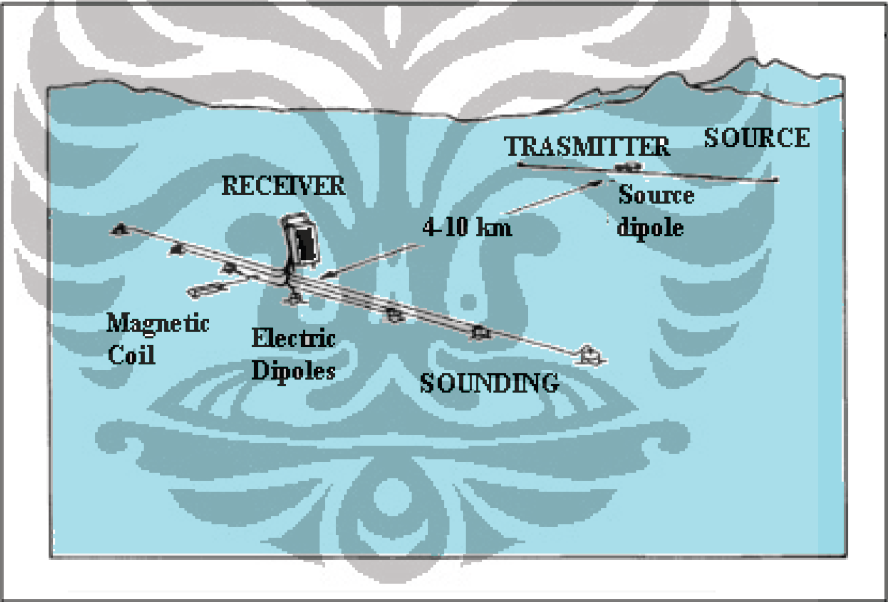 TRASMITTER
SOURCE
RECEIVER
Source
dipole
4-10 km
Magnetic
Coil
Electric
Dipoles
SOUNDING